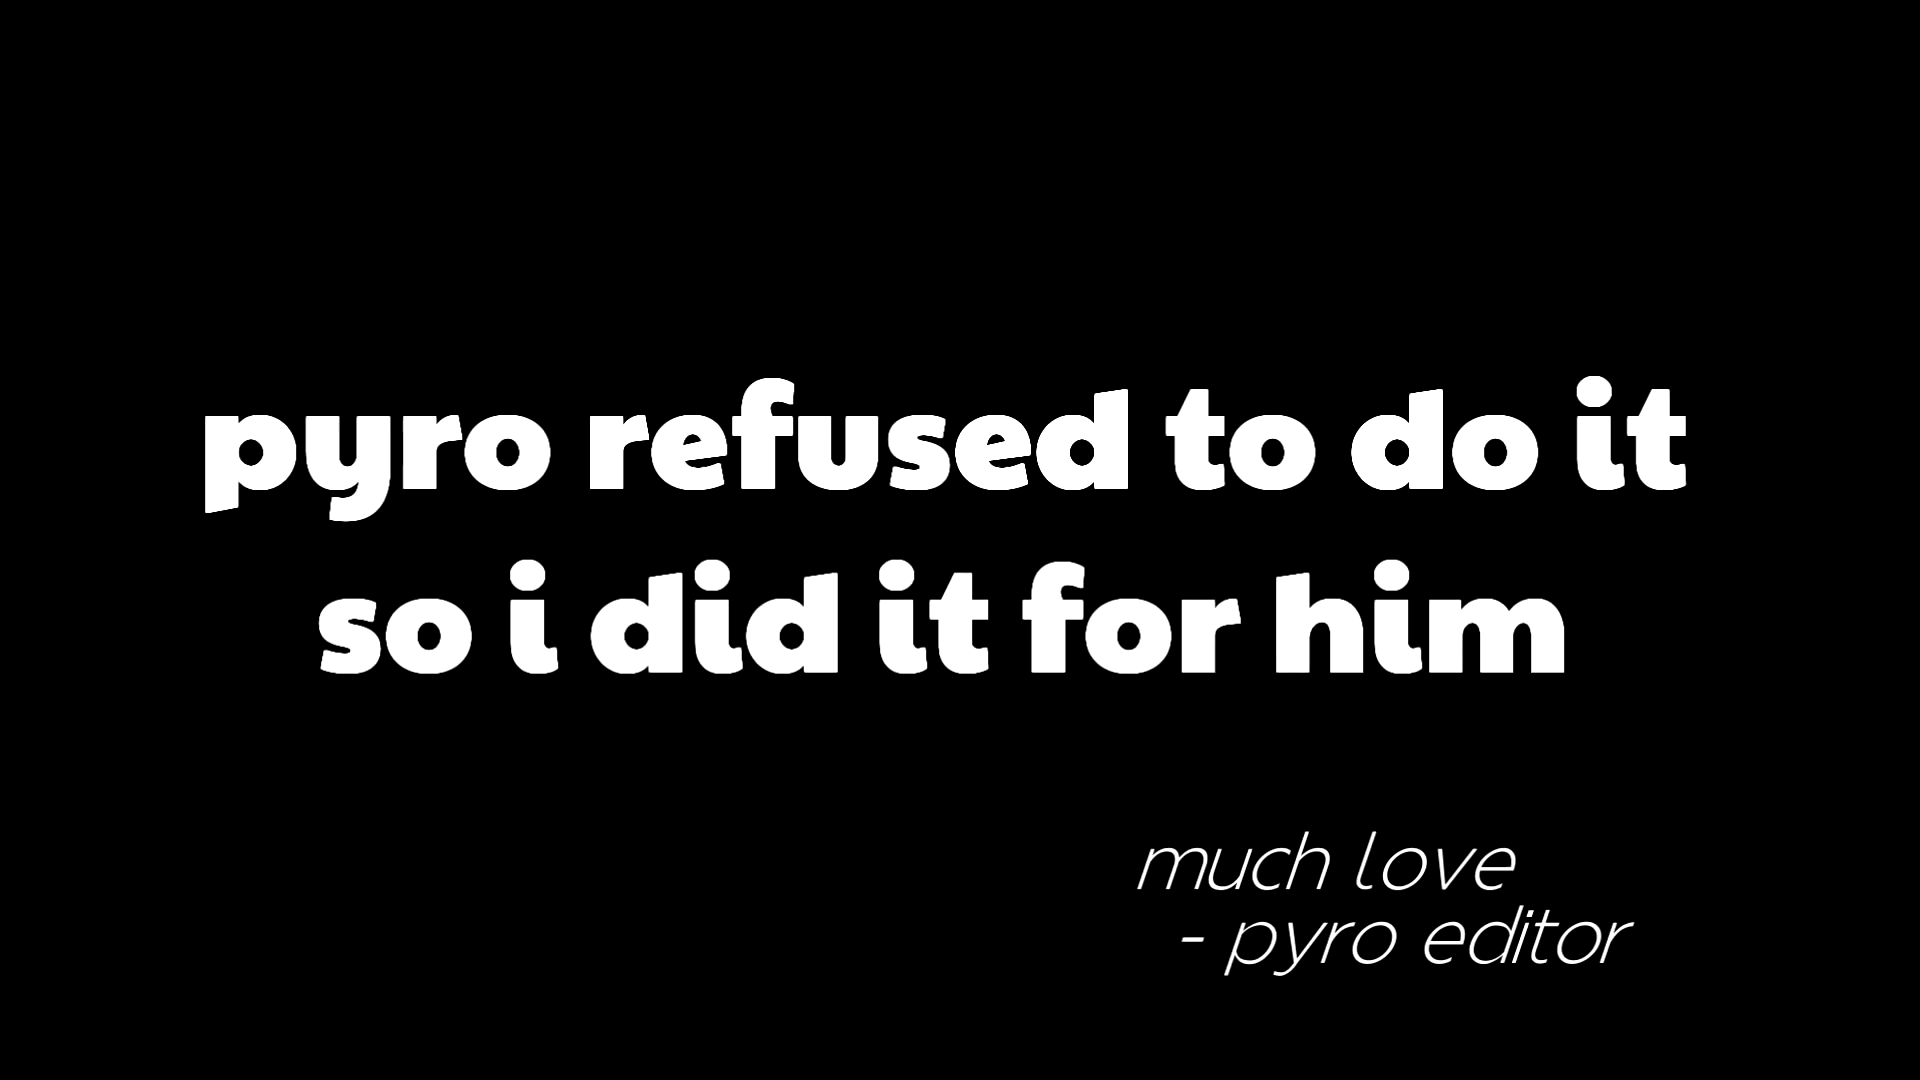 pyro refused to do it
so i did it for him
much love
- pyro editor